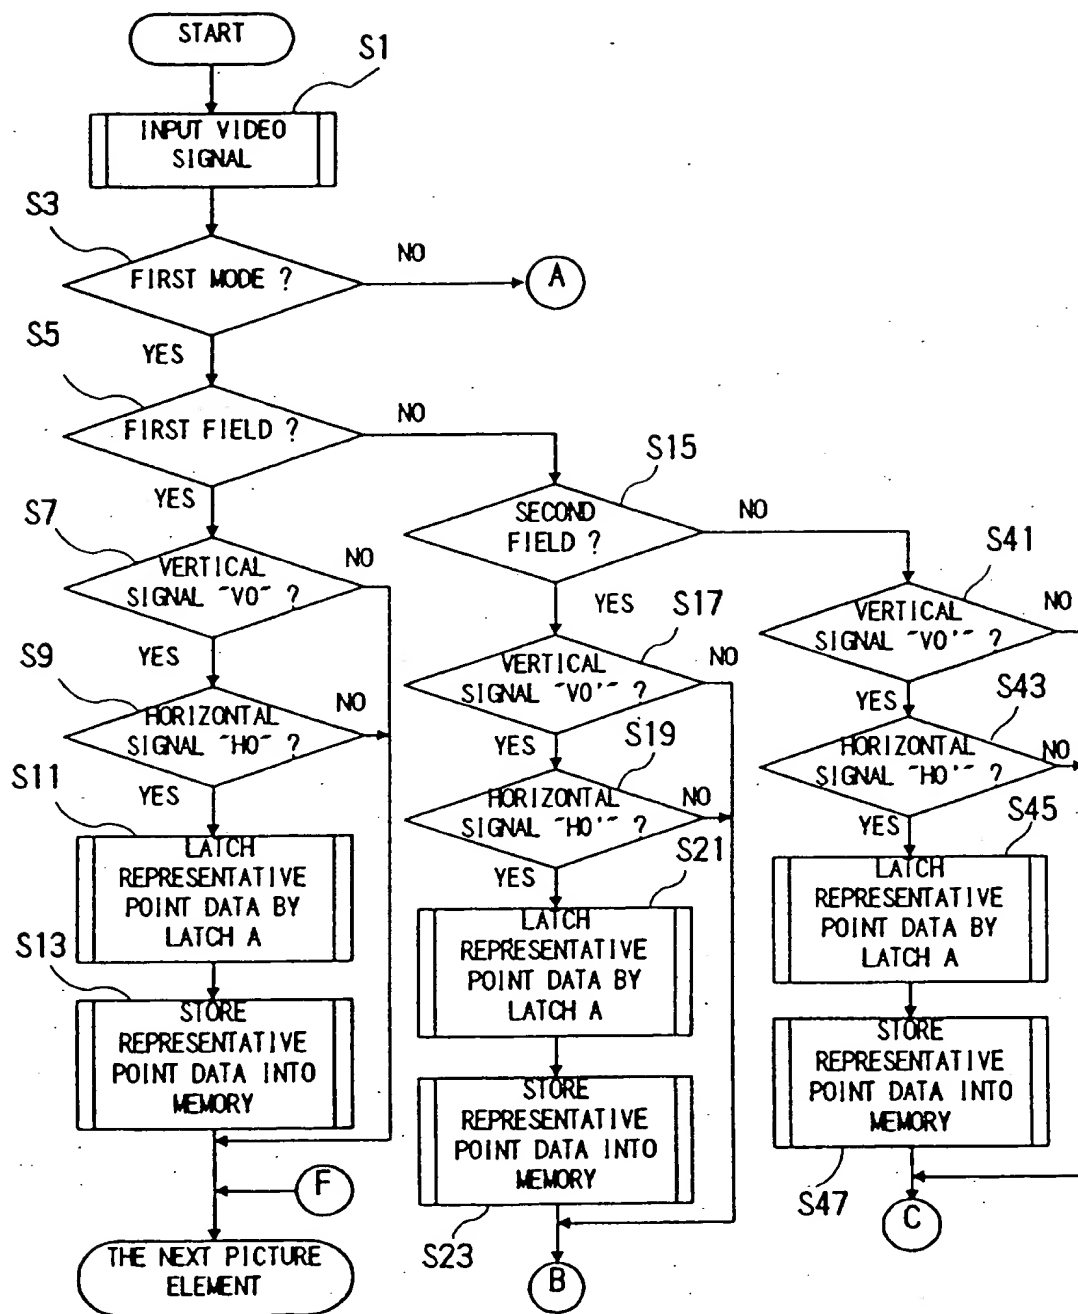 START
S1
INPUT VIDEO
SIGNAL
S3
FIRST MODE ?
NO
A
YES
S5
FIRST FIELD ?
NO
YES
S15
SECOND
FIELD ?
NO
YES
S7
VERTICAL
SIGNAL "V0" ?
NO
YES
S9
HORIZONTAL
SIGNAL "H0" ?
NO
YES
S11
LATCH
REPRESENTATIVE
POINT DATA BY
LATCH A
S13
STORE
REPRESENTATIVE
POINT DATA INTO
MEMORY
F
THE NEXT PICTURE
ELEMENT
S17
VERTICAL
SIGNAL "V0'" ?
NO
YES
S19
HORIZONTAL
SIGNAL "H0'" ?
NO
YES
S21
LATCH
REPRESENTATIVE
POINT DATA BY
LATCH A
STORE
REPRESENTATIVE
POINT DATA INTO
MEMORY
S23
B
S41
VERTICAL
SIGNAL "V0'" ?
NO
YES
S43
HORIZONTAL
SIGNAL "H0'" ?
NO
YES
S45
LATCH
REPRESENTATIVE
POINT DATA BY
LATCH A
STORE
REPRESENTATIVE
POINT DATA INTO
MEMORY
S47
C